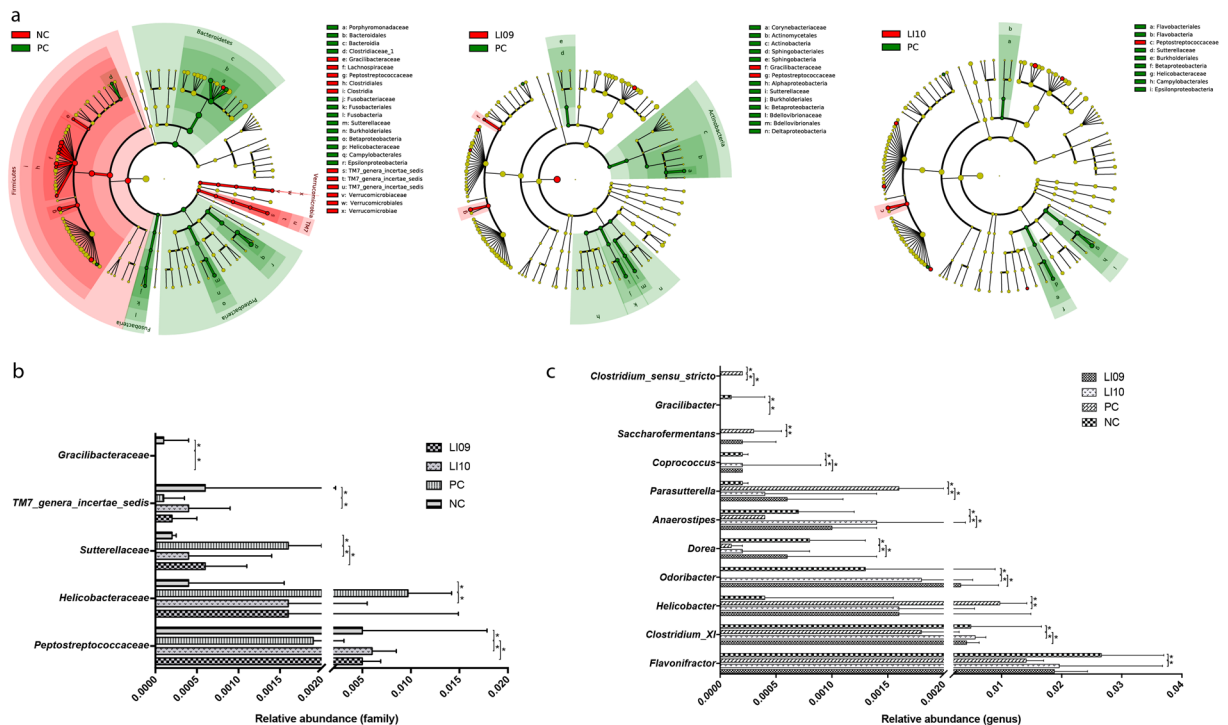 a
NC
PC
Bacteroidetes
Firmicutes
Fusobacteria
Proteobacteria
Verrucomicrobia
TM7
a: Porphyromonadaceae
b: Bacteroidales
c: Bacteroidia
d: Clostridiaceae_1
e: Gracilibacteraceae
f: Lachnospiraceae
g: Peptostreptococcaceae
h: Clostridiales
i: Clostridia
j: Fusobacteriaceae
k: Fusobacteriales
l: Fusobacteria
m: Sutterellaceae
n: Burkholderiales
o: Betaproteobacteria
p: Helicobacteraceae
q: Campylobacterales
r: Epsilonproteobacteria
s: TM7_genera_incertae_sedis
t: TM7_genera_incertae_sedis
u: TM7_genera_incertae_sedis
v: Verrucomicrobiaceae
w: Verrucomicrobiales
x: Verrucomicrobiae
LI09
PC
Actinobacteria
a: Corynebacteriaceae
b: Actinomycetales
c: Actinobacteria
d: Sphingobacteriales
e: Sphingobacteria
f: Gracilibacteraceae
g: Peptostreptococcaceae
h: Alphaproteobacteria
i: Sutterellaceae
j: Burkholderiales
k: Betaproteobacteria
l: Bdellovibrionaceae
m: Bdellovibrionales
n: Deltaproteobacteria
LI10
PC
a: Flavobacteriales
b: Flavobacteria
c: Peptostreptococcaceae
d: Sutterellaceae
e: Burkholderiales
f: Betaproteobacteria
g: Helicobacteraceae
h: Campylobacterales
i: Epsilonproteobacteria
b
Gracilibacteraceae
TM7_genera_incertae_sedis
Sutterellaceae
Helicobacteraceae
Peptostreptococcaceae
LI09
LI10
PC
NC
0.0000
0.0005
0.0010
0.0015
0.0020
0.005
0.010
0.015
0.020
Relative abundance (family)
c
Clostridium_sensu_stricto
Gracilibacter
Saccharofermentans
Coprococcus
Parasutterella
Anaerostipes
Dorea
Odoribacter
Helicobacter
Clostridium_XI
Flavonifractor
LI09
LI10
PC
NC
0.0000
0.0005
0.0010
0.0015
0.0020
0.01
0.02
0.03
0.04
Relative abundance (genus)